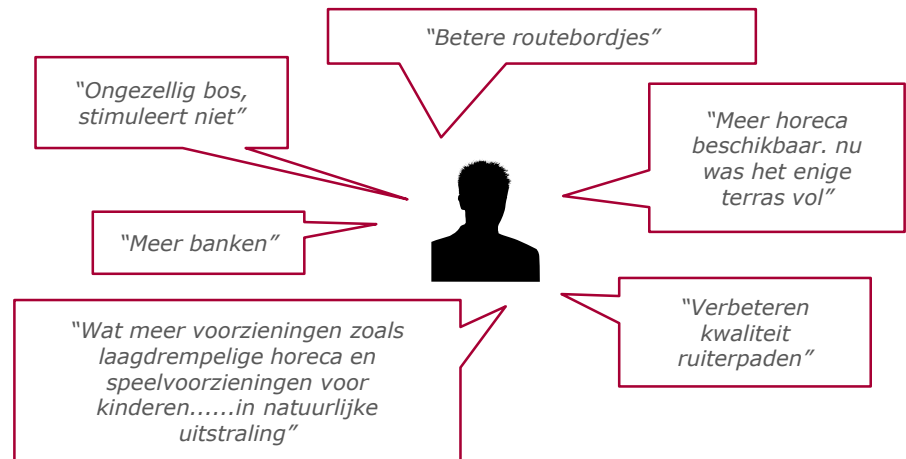 “Betere routebordjes”
“Ongezellig bos,
stimuleert niet”
“Meer horeca
beschikbaar. nu
was het enige
terras vol”
“Meer banken”
“Verbeteren
kwaliteit
ruiterpaden”
“Wat meer voorzieningen zoals
laagdrempelige horeca en
speelvoorzieningen voor
kinderen......in natuurlijke
uitstraling”